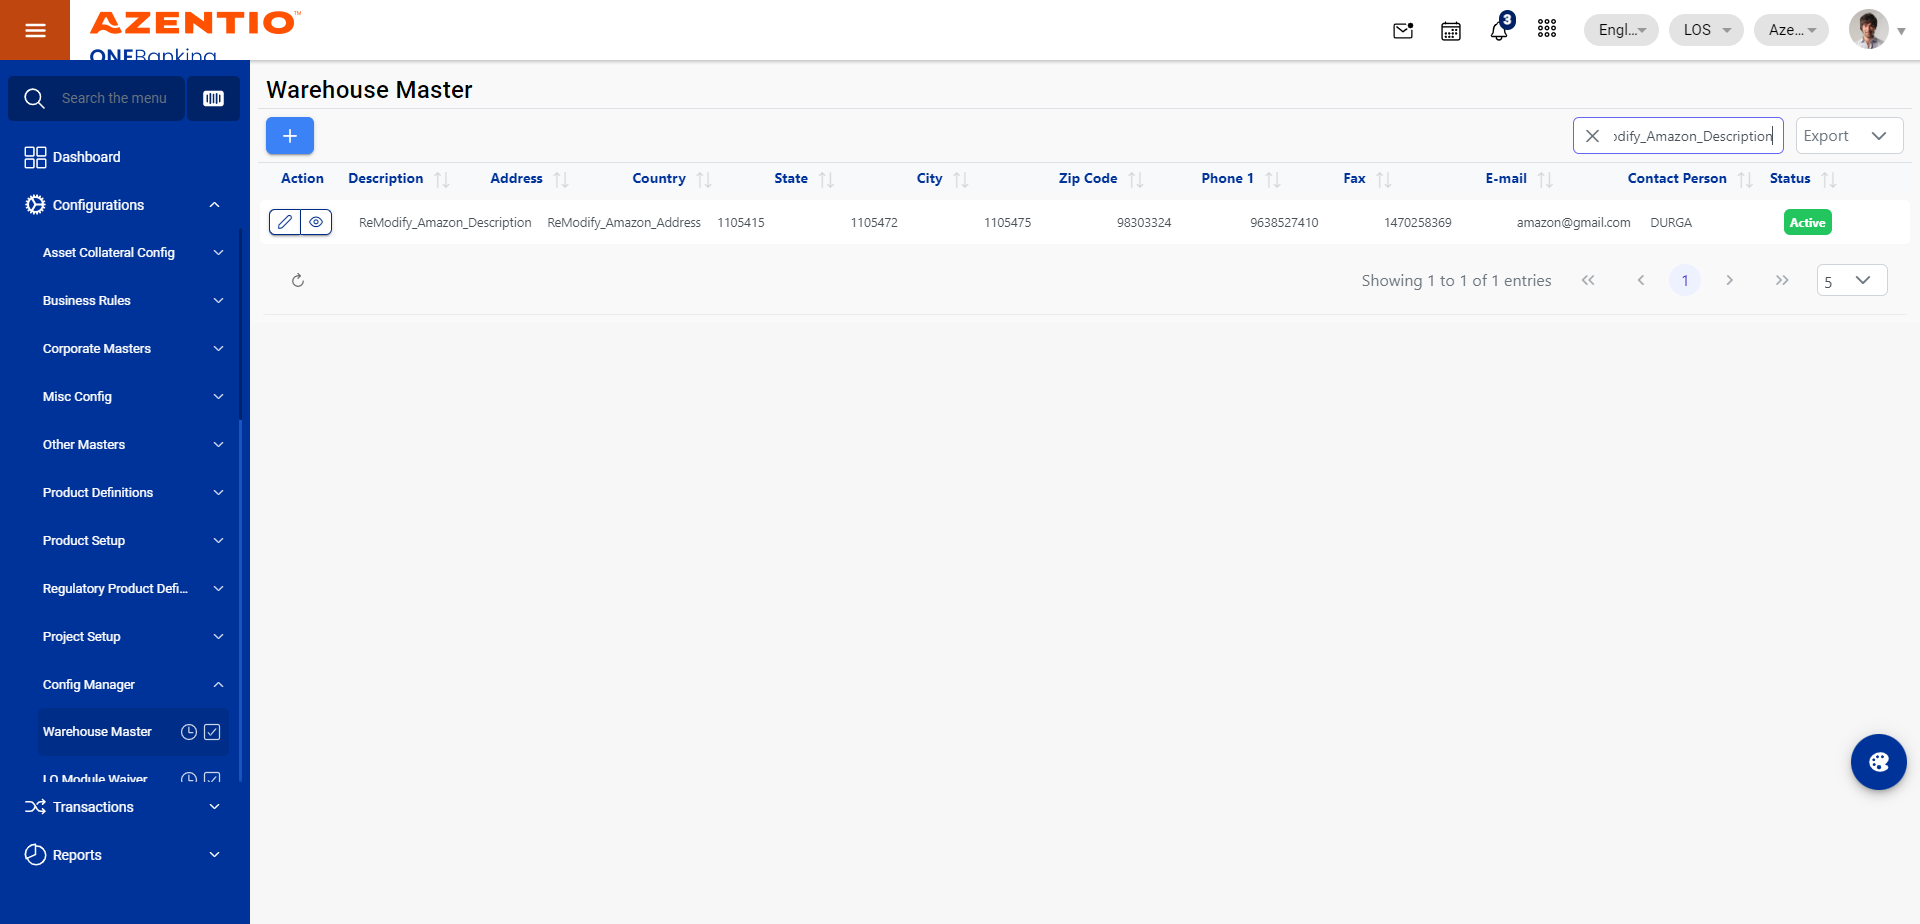 AZENTIO™
ONEBanking
3
Engl...
LOS
Aze...
Search the menu
Dashboard
Configurations
Asset Collateral Config
Business Rules
Corporate Masters
Misc Config
Other Masters
Product Definitions
Product Setup
Regulatory Product Defi...
Project Setup
Config Manager
Warehouse Master
LO Module Waiver
Transactions
Reports
Warehouse Master
odify_Amazon_Description
Export
Action Description Address Country State City Zip Code Phone 1 Fax E-mail Contact Person Status
ReModify_Amazon_Description ReModify_Amazon_Address 1105415 1105472 1105475 98303324 9638527410 1470258369 amazon@gmail.com DURGA Active
Showing 1 to 1 of 1 entries 1 5